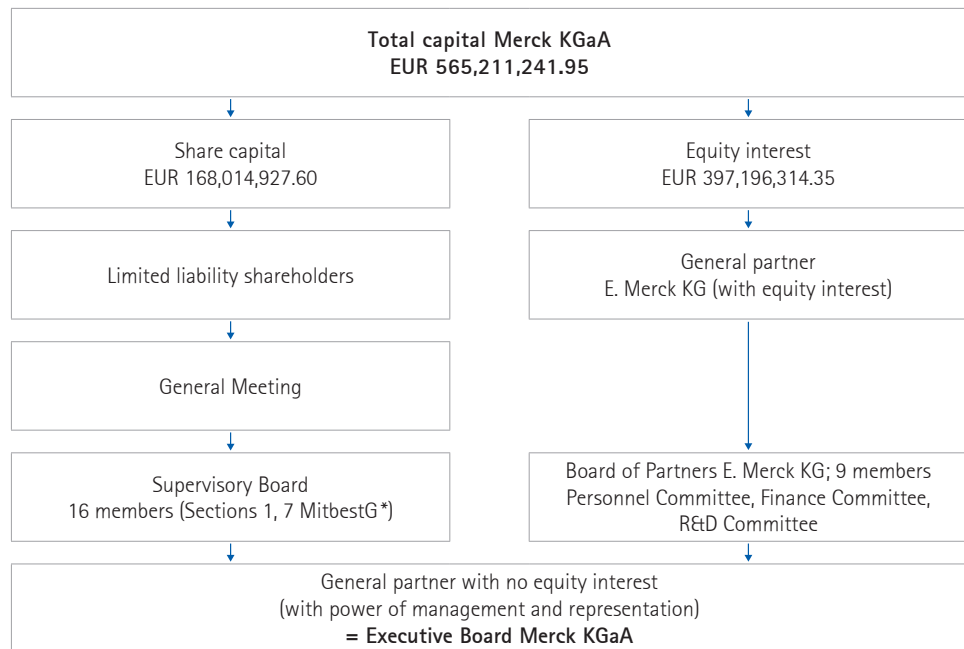 Total capital Merck KGaA
EUR 565,211,241.95
Share capital
EUR 168,014,927.60
Equity interest
EUR 397,196,314.35
Limited liability shareholders
General partner
E. Merck KG (with equity interest)
General Meeting
Supervisory Board
16 members (Sections 1, 7 MitbestG*)
Board of Partners E. Merck KG; 9 members
Personnel Committee, Finance Committee,
R&D Committee
General partner with no equity interest
(with power of management and representation)
= Executive Board Merck KGaA